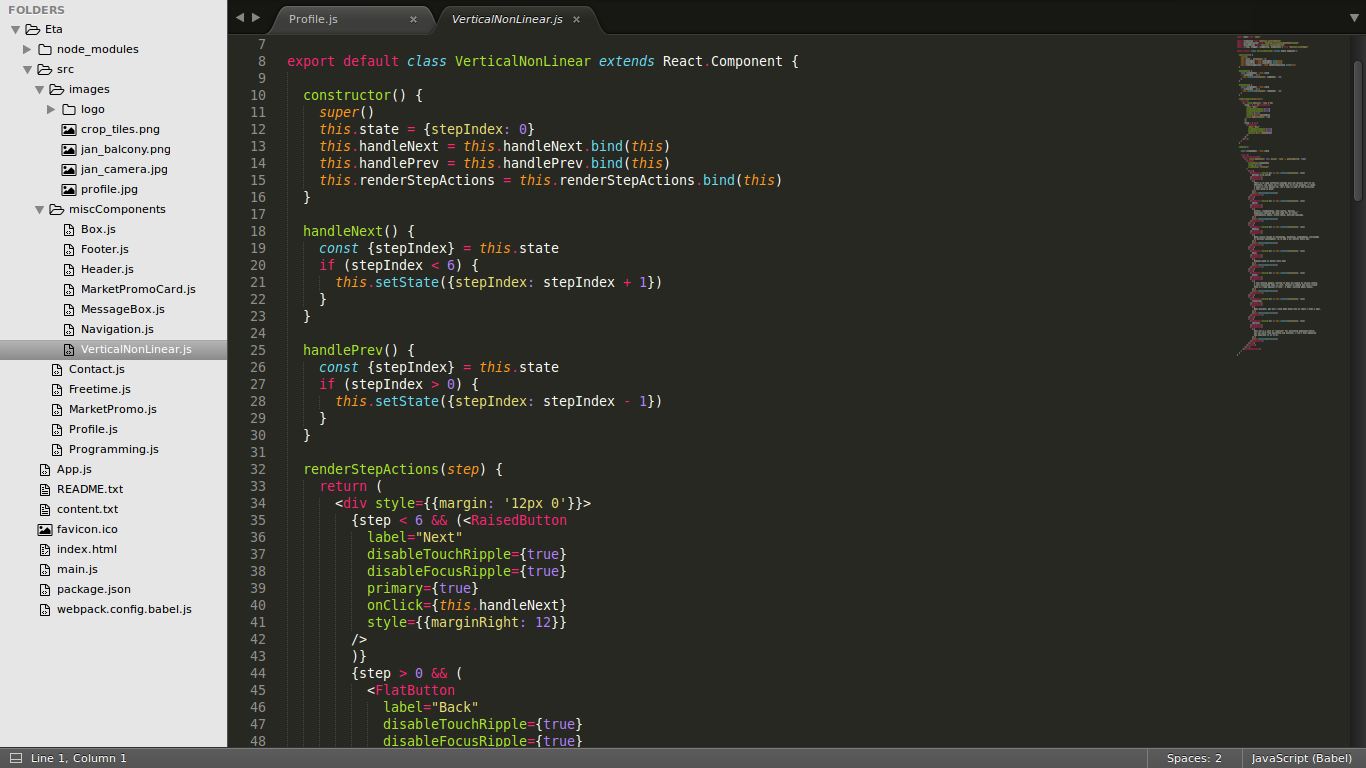 FOLDERS
Eta
node_modules
src
images
logo
crop_tiles.png
jan_balcony.png
jan_camera.jpg
profile.jpg
miscComponents
Box.js
Footer.js
Header.js
MarketPromoCard.js
MessageBox.js
Navigation.js
VerticalNonLinear.js
Contact.js
Freetime.js
MarketPromo.js
Profile.js
Programming.js
App.js
README.txt
content.txt
favicon.ico
index.html
main.js
package.json
webpack.config.babel.js
Profile.js × VerticalNonLinear.js ×
7
8 export default class VerticalNonLinear extends React.Component {
9
10 constructor() {
11 super()
12 this.state = {stepIndex: 0}
13 this.handleNext = this.handleNext.bind(this)
14 this.handlePrev = this.handlePrev.bind(this)
15 this.renderStepActions = this.renderStepActions.bind(this)
16 }
17
18 handleNext() {
19 const {stepIndex} = this.state
20 if (stepIndex < 6) {
21 this.setState({stepIndex: stepIndex + 1})
22 }
23 }
24
25 handlePrev() {
26 const {stepIndex} = this.state
27 if (stepIndex > 0) {
28 this.setState({stepIndex: stepIndex - 1})
29 }
30 }
31
32 renderStepActions(step) {
33 return (
34 <div style={{margin: '12px 0'}}>
35 {step < 6 && (<RaisedButton
36 label="Next"
37 disableTouchRipple={true}
38 disableFocusRipple={true}
39 primary={true}
40 onClick={this.handleNext}
41 style={{marginRight: 12}}
42 />
43 )}
44 {step > 0 && (
45 <FlatButton
46 label="Back"
47 disableTouchRipple={true}
48 disableFocusRipple={true}
Line 1, Column 1 Spaces: 2 JavaScript (Babel)